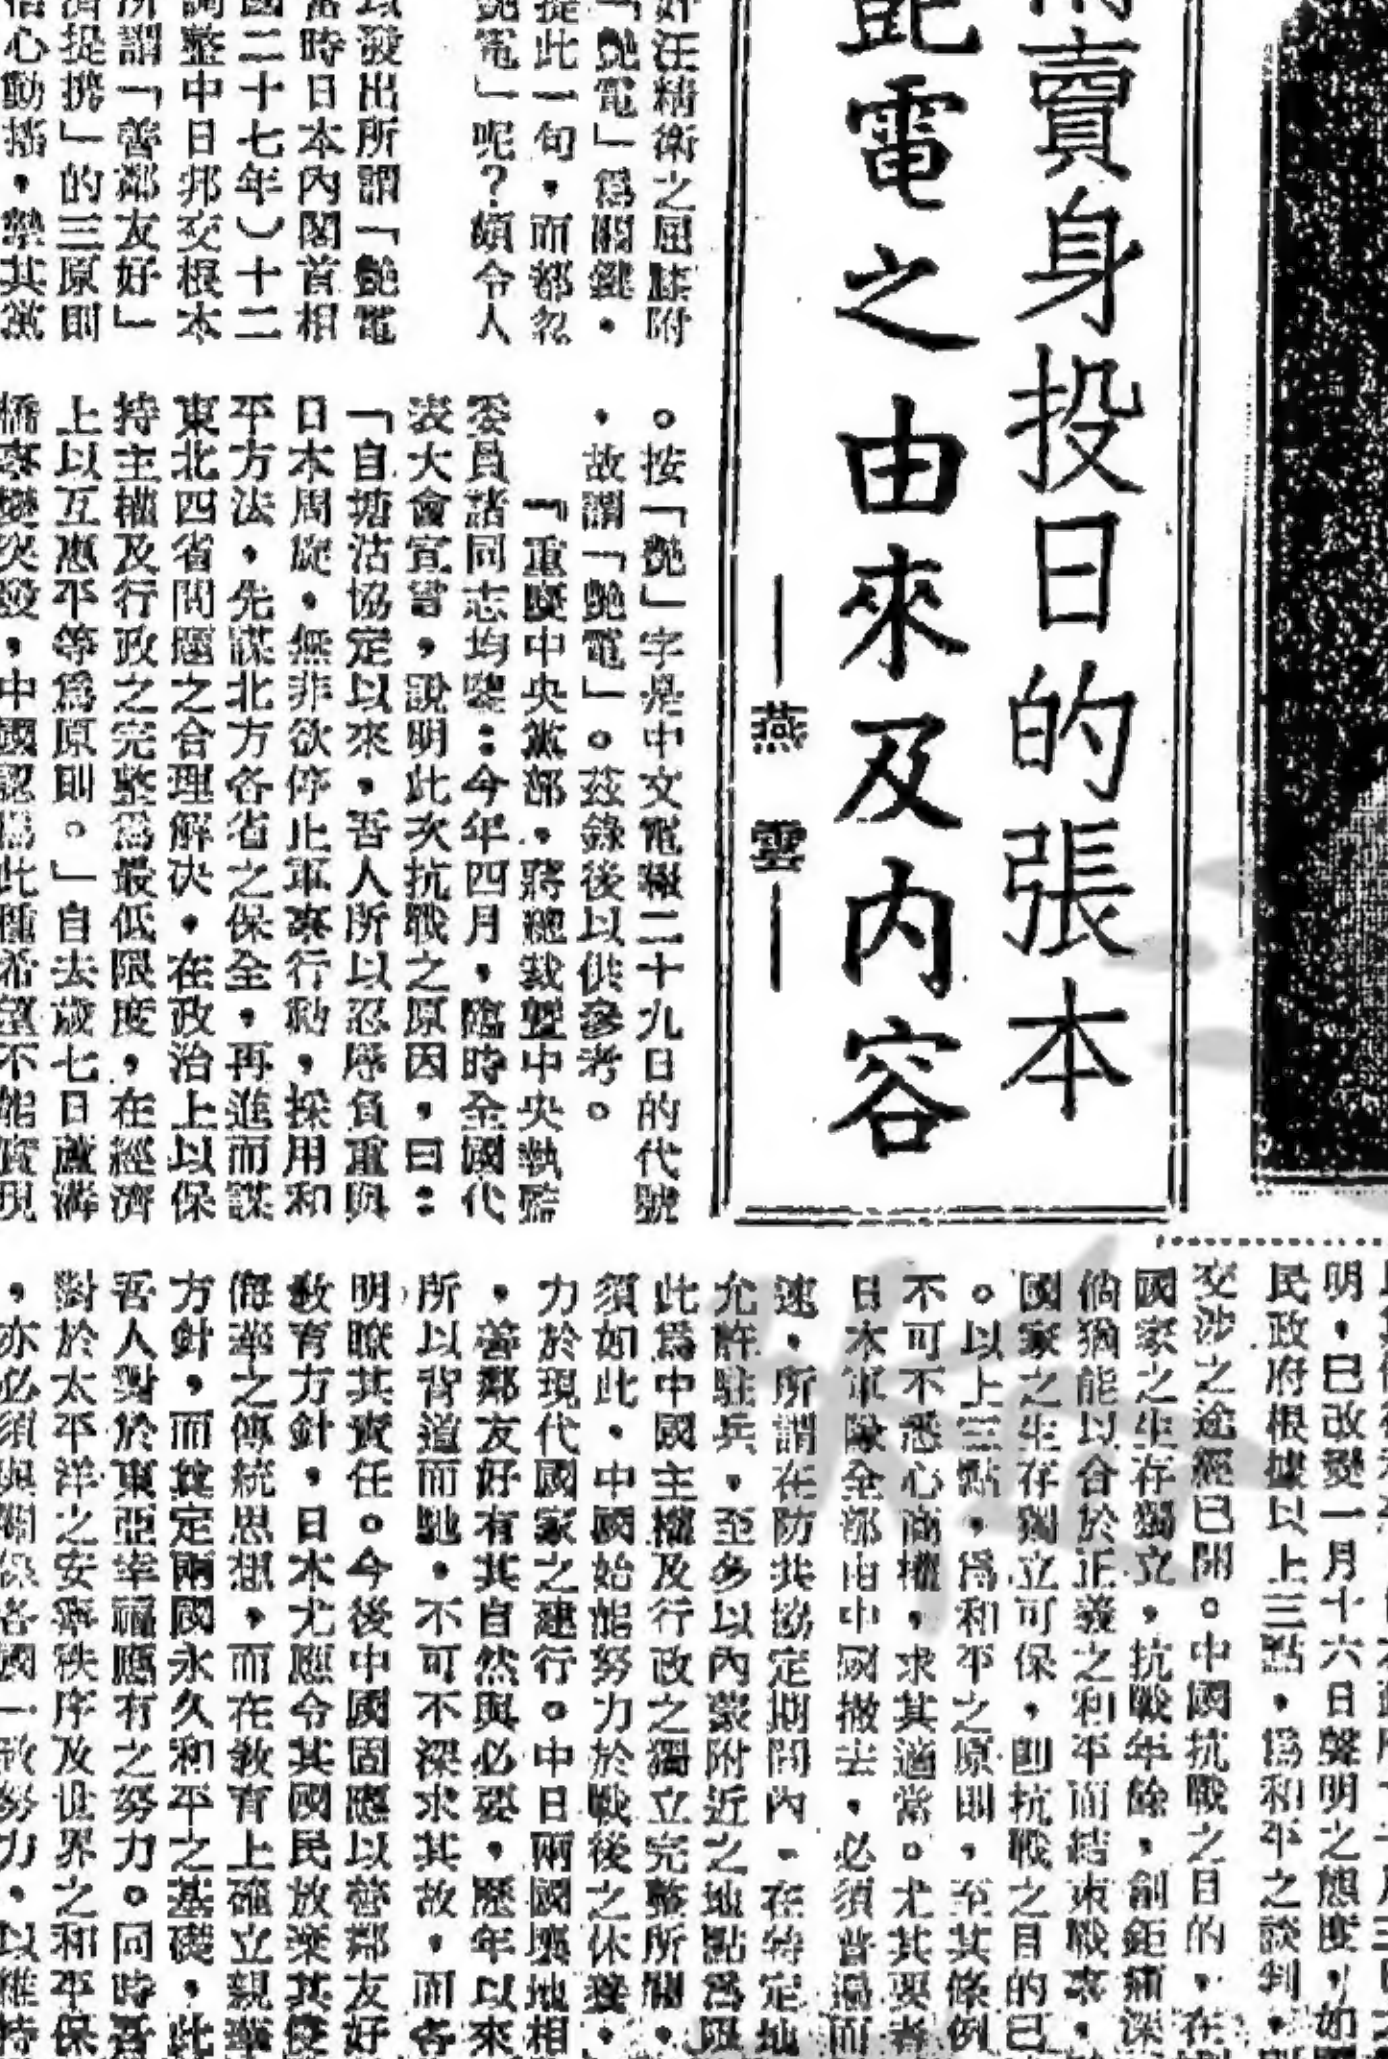 賣身投日的張本
電之由來及內容
燕雲
奸汪精衛之屈膝附
「艷電」爲關鍵。
提此一句，而都忽
艷電」呢？頗令人
發出所謂「艷電
時日本內閣首相
國二十七年）十二
調整中日邦交根本
所謂「善鄰友好」
濟提携」的三原則
心動搖，擧其黨
。按「艷」字是中文電報二十九日的代號
，故謂「艷電」。茲錄後以供參考。
「重慶中央黨部，蔣總裁曁中央執監
委員諸同志均鑒：今年四月，臨時全國代
表大會宣言，說明此次抗戰之原因，曰：
「自塘沽協定以來，吾人所以忍辱負重與
日本周旋，無非欲停止軍事行動，採用和
平方法，先謀北方各省之保全，再進而謀
東北四省問題之合理解決，在政治上以保
持主權及行政之完整爲最低限度，在經濟
上以互惠平等爲原則。」自去歲七日蘆溝
橋事變突發，中國認爲此種希望不能實現
明，已改變一月十六日聲明之態度，如
民政府根據以上三點，爲和平之談判，
交涉之途經已開。中國抗戰之目的，在
國家之生存獨立，抗戰年餘，創鉅痛深
倘猶能以合於正義之和平而結束戰事，
國家之生存獨立可保，卽抗戰之目的已
。以上三點，爲和平之原則，至其條例
不可不悉心商權，求其適當。尤其要者
日本軍隊全部由中國撤去，必須普遍而
速，所謂在防共協定期間內，在特定地
允許駐兵，至多以內蒙附近之地點爲限
此爲中國主權及行政之獨立完整所關，
須如此，中國始能努力於戰後之休養，
力於現代國家之建行。中日兩國壤地相
，善鄰友好有其自然與必要，歷年以來
所以背道而馳，不可不深求其故，而各
明瞭其責任。今後中國固應以善鄰友好
敎育方針，日本尤應令其國民放棄其侵
侮華之傳統思想，而在敎育上確立親華
方針，而奠定兩國永久和平之基礎，此
吾人對於東亞幸福應有之努力。同時吾
對於太平洋之安寧秩序及世界之和平保
，亦必須與關係各國一致努力，以維持